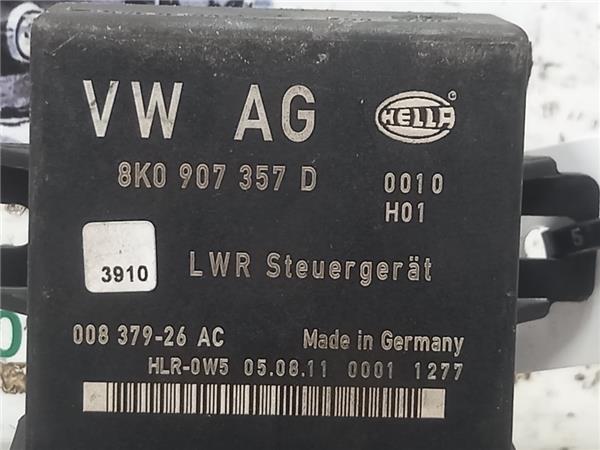 VW AG HELLA ©
8K0 907 357 D 0010
H01
3910 LWR Steuergerät
008 379-26 AC Made in Germany
HLR-0W5 05.08.11 0001 1277
5